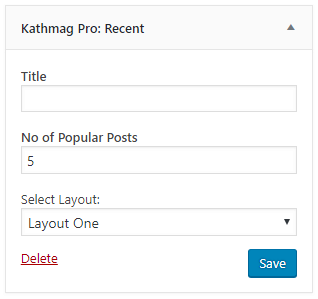 Kathmag Pro: Recent
Title
No of Popular Posts
5
Select Layout:
Layout One
Delete Save